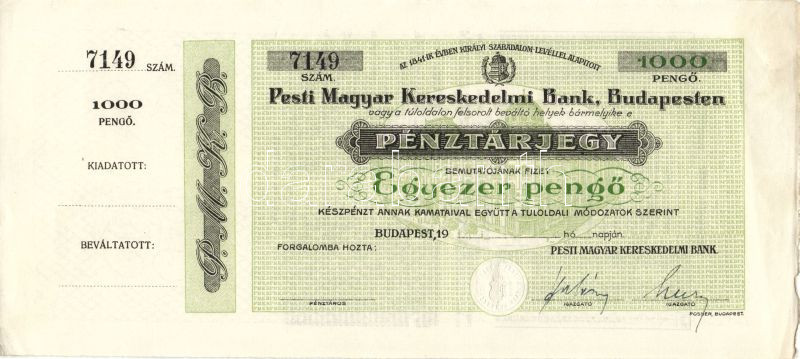 7149 SZÁM.
1000
PENGŐ.
KIADATOTT:
BEVÁLTATOTT:
P. M. K. B.
AZ 1841-IK ÉVBEN KIRÁLYI SZABADALOM-LEVÉLLEL ALAPÍTOTT
7149
SZÁM.
1000
PENGŐ.
Pesti Magyar Kereskedelmi Bank, Budapesten
vagy a túloldalon felsorolt beváltó helyek bármelyike e
PÉNZTÁRJEGY
BEMUTATÓJÁNAK FIZET
Egyezer pengő
KÉSZPÉNZT ANNAK KAMATAIVAL EGYÜTT A TÚLOLDALI MÓDOZATOK SZERINT
BUDAPEST, 19 hó napján.
FORGALOMBA HOZTA:
PESTI MAGYAR KERESKEDELMI BANK
PÉNZTÁROS
IGAZGATÓ
IGAZGATÓ
POSNER, BUDAPEST.